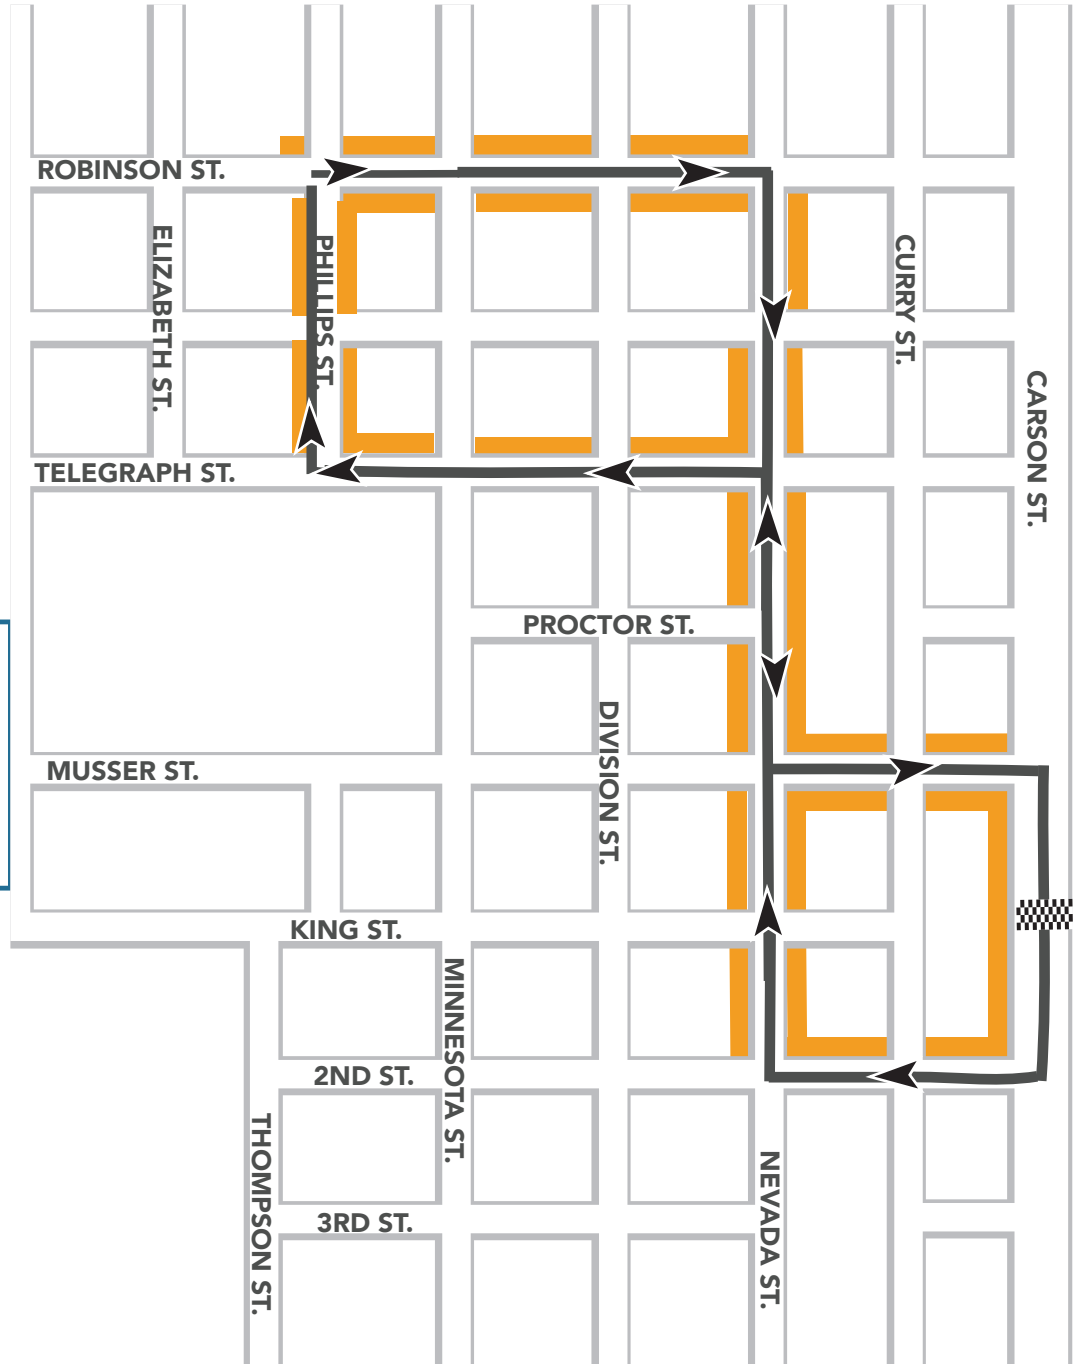 ROBINSON ST.
ELIZABETH ST.
PHILLIPS ST.
CURRY ST.
CARSON ST.
TELEGRAPH ST.
PROCTOR ST.
DIVISION ST.
MUSSER ST.
KING ST.
MINNESOTA ST.
2ND ST.
THOMPSON ST.
NEVADA ST.
3RD ST.